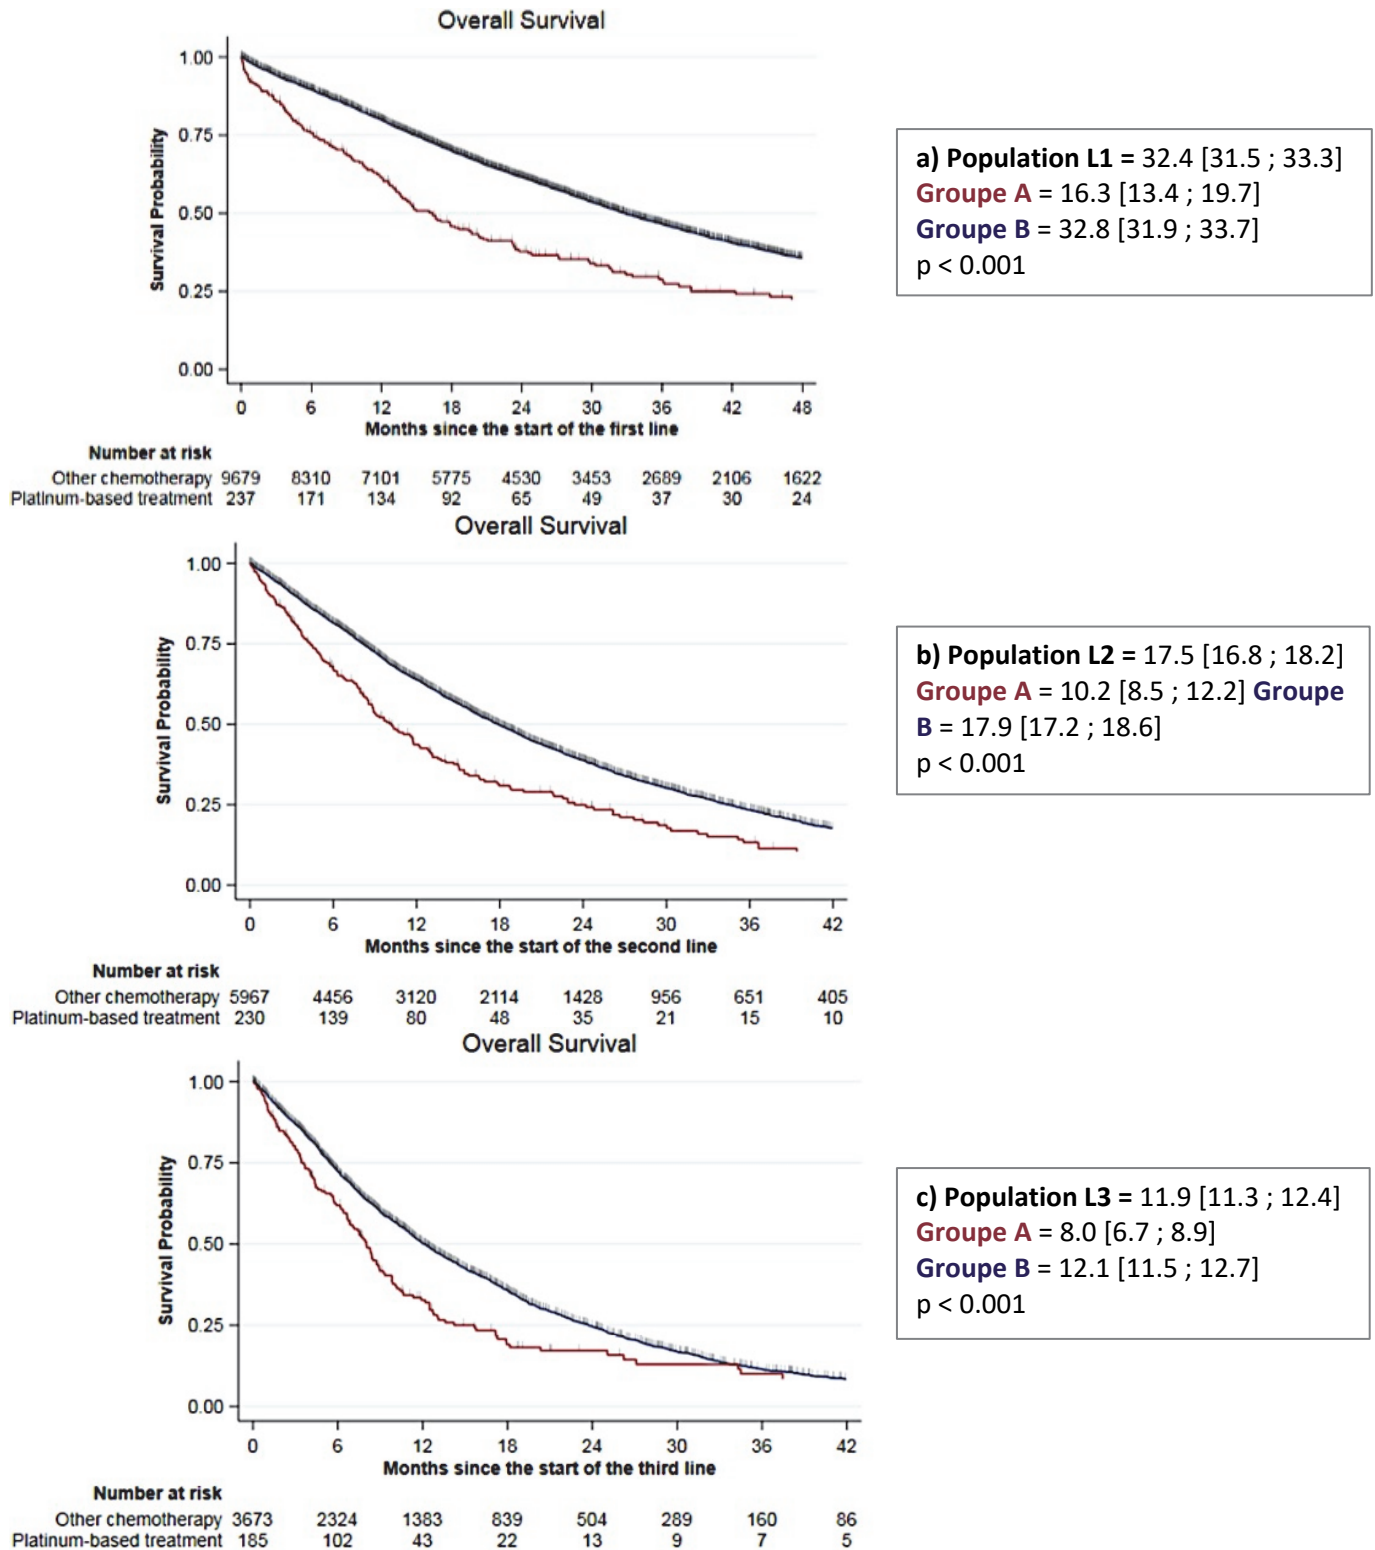 Overall Survival
1.00
0.75
0.50
0.25
0.00
Survival Probability
0 6 12 18 24 30 36 42 48
Months since the start of the first line
Number at risk
Other chemotherapy 9679 8310 7101 5775 4530 3453 2689 2106 1622
Platinum-based treatment 237 171 134 92 65 49 37 30 24
a) Population L1 = 32.4 [31.5 ; 33.3]
Groupe A = 16.3 [13.4 ; 19.7]
Groupe B = 32.8 [31.9 ; 33.7]
p < 0.001
Overall Survival
1.00
0.75
0.50
0.25
0.00
Survival Probability
0 6 12 18 24 30 36 42
Months since the start of the second line
Number at risk
Other chemotherapy 5967 4456 3120 2114 1428 956 651 405
Platinum-based treatment 230 139 80 48 35 21 15 10
b) Population L2 = 17.5 [16.8 ; 18.2]
Groupe A = 10.2 [8.5 ; 12.2] Groupe
B = 17.9 [17.2 ; 18.6]
p < 0.001
Overall Survival
1.00
0.75
0.50
0.25
0.00
Survival Probability
0 6 12 18 24 30 36 42
Months since the start of the third line
Number at risk
Other chemotherapy 3673 2324 1383 839 504 289 160 86
Platinum-based treatment 185 102 43 22 13 9 7 5
c) Population L3 = 11.9 [11.3 ; 12.4]
Groupe A = 8.0 [6.7 ; 8.9]
Groupe B = 12.1 [11.5 ; 12.7]
p < 0.001